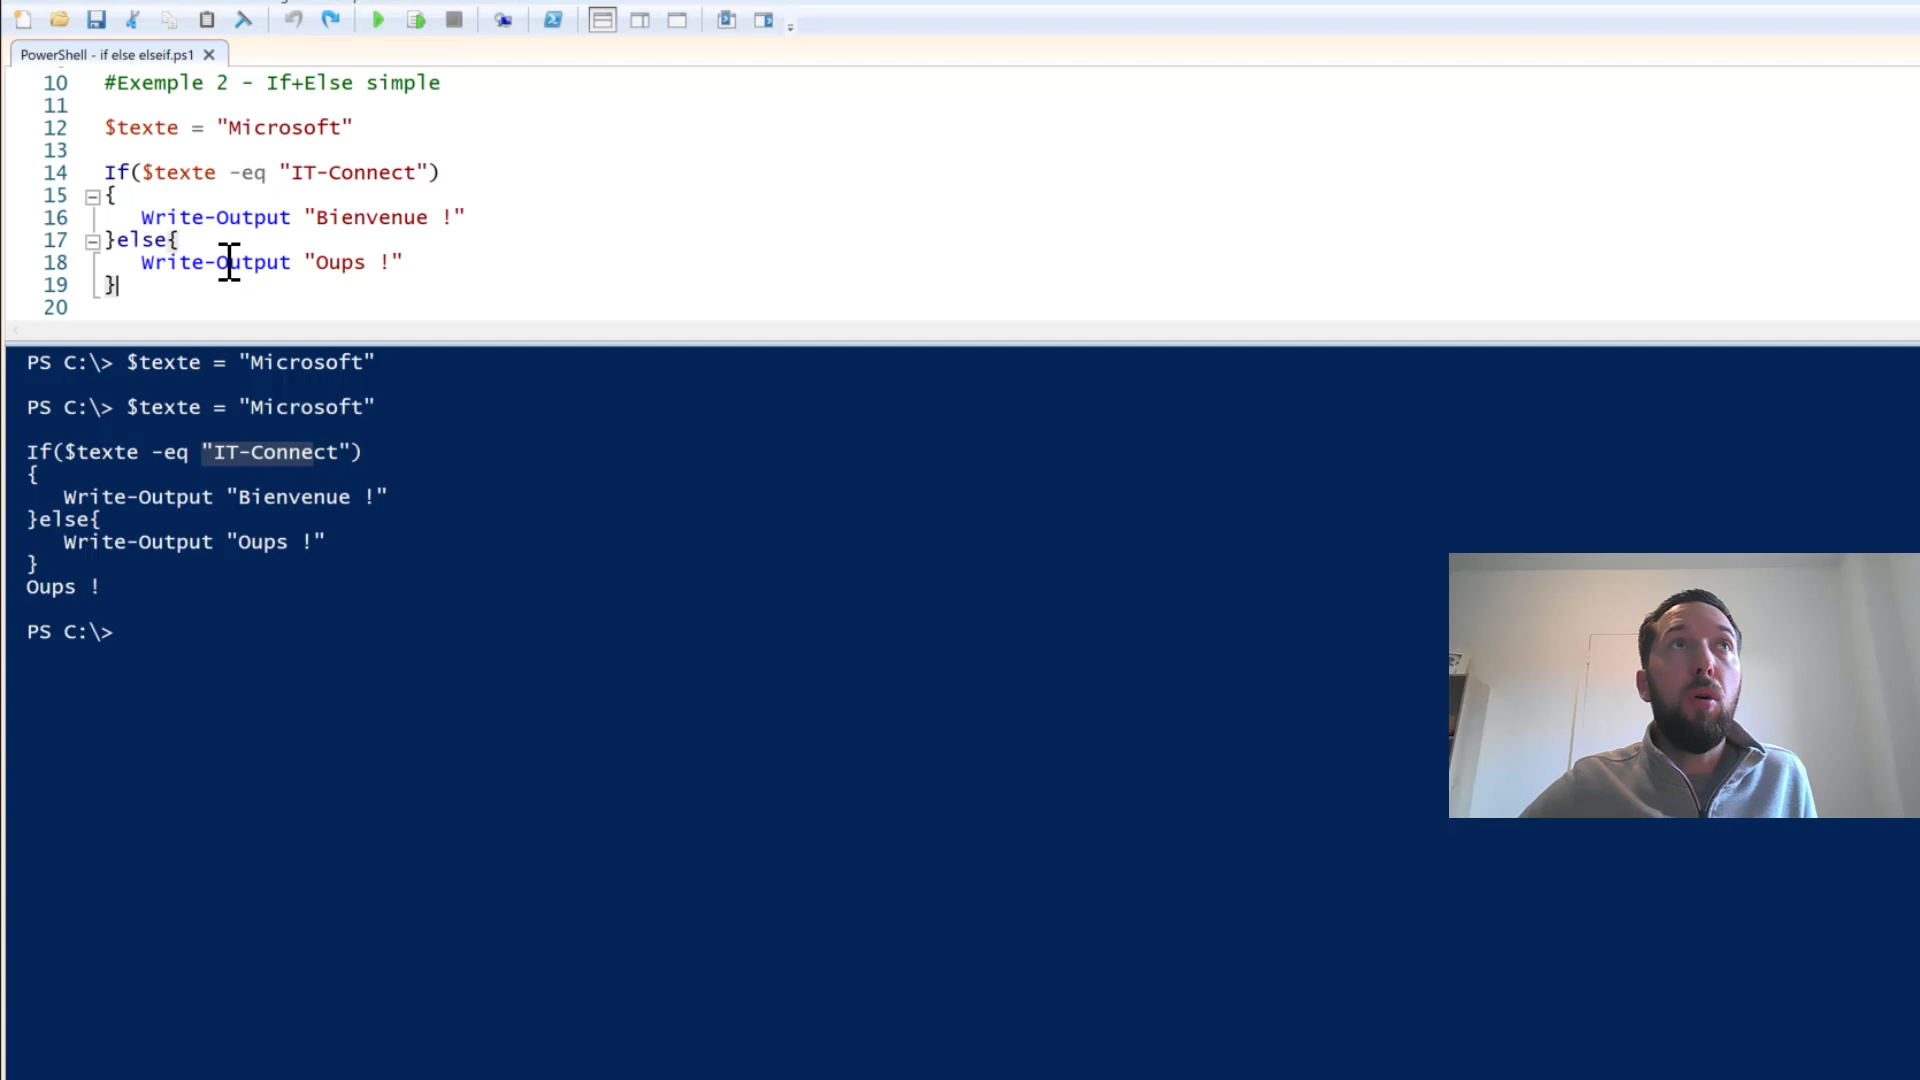 PowerShell - if else elseif.ps1
10 #Exemple 2 - If+Else simple
11
12 $texte = "Microsoft"
13
14 If($texte -eq "IT-Connect")
15 {
16 Write-Output "Bienvenue !"
17 }else{
18 Write-Output "Oups !"
19 }
20
PS C:\> $texte = "Microsoft"
PS C:\> $texte = "Microsoft"
If($texte -eq "IT-Connect")
{
Write-Output "Bienvenue !"
}else{
Write-Output "Oups !"
}
Oups !
PS C:\>